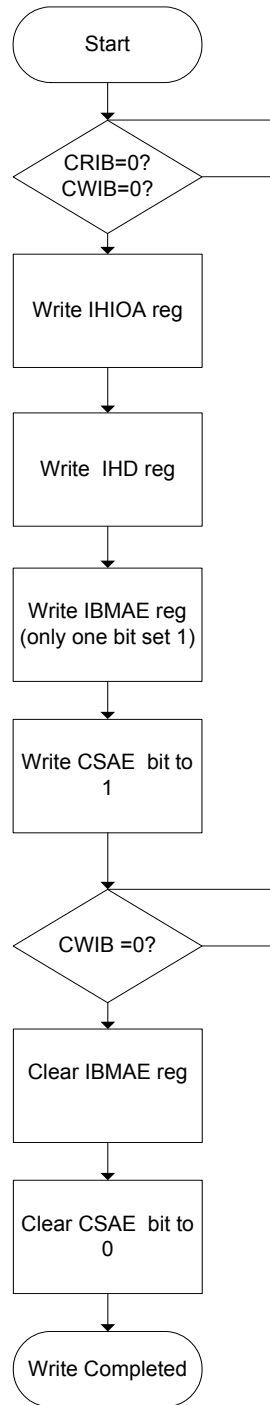 Start
CRIB=0?
CWIB=0?
Write IHIOA reg
Write IHD reg
Write IBMAE reg
(only one bit set 1)
Write CSAE bit to
1
CWIB =0?
Clear IBMAE reg
Clear CSAE bit to
0
Write Completed